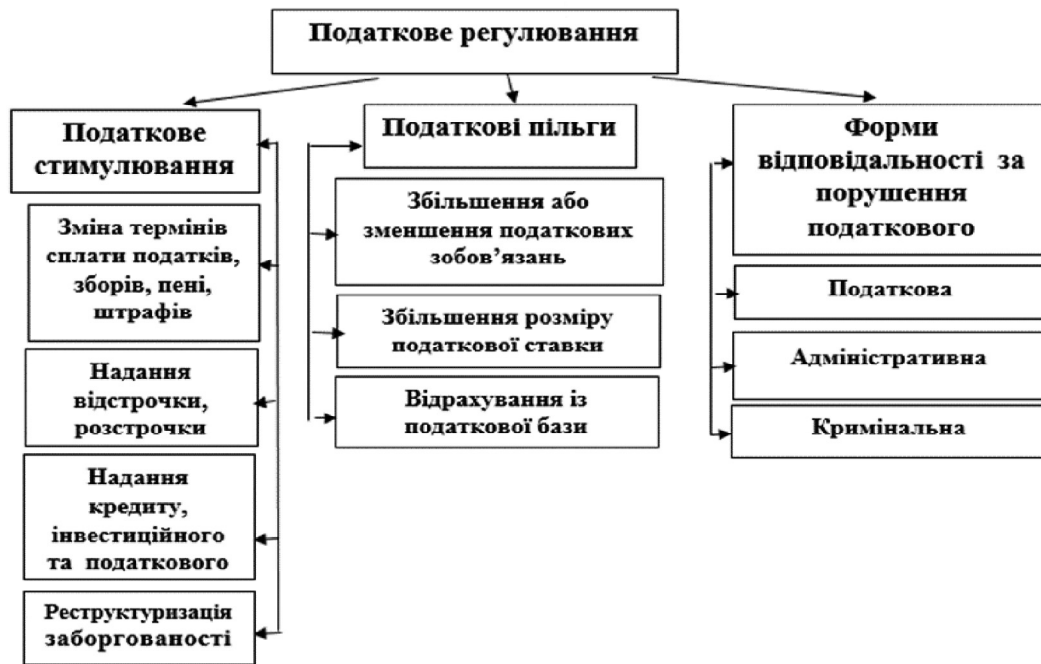 Податкове регулювання
Податкове
стимулювання
Зміна термінів
сплати податків,
зборів, пені,
штрафів
Надання
відстрочки,
розстрочки
Надання
кредиту,
інвестиційного
та податкового
Реструктуризація
заборгованості
Податкові пільги
Збільшення або
зменшення податкових
зобов’язань
Збільшення розміру
податкової ставки
Відрахування із
податкової бази
Форми
відповідальності за
порушення
податкового
Податкова
Адміністративна
Кримінальна